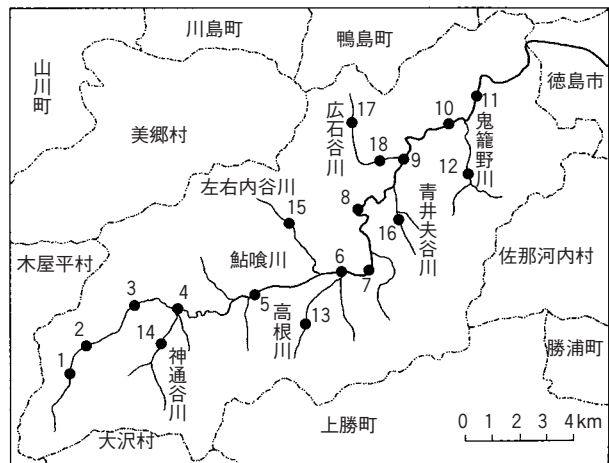 川島町
鴨島町
山川町
徳島市
美郷村
広石谷川
17
11
10
鬼籠野川
18
9
12
左右内谷川
15
8
青井夫谷川
16
佐那河内村
木屋平村
鮎喰川
6
7
3
4
5
高根川
13
2
14
神通谷川
1
勝浦町
大沢村
上勝町
0 1 2 3 4km